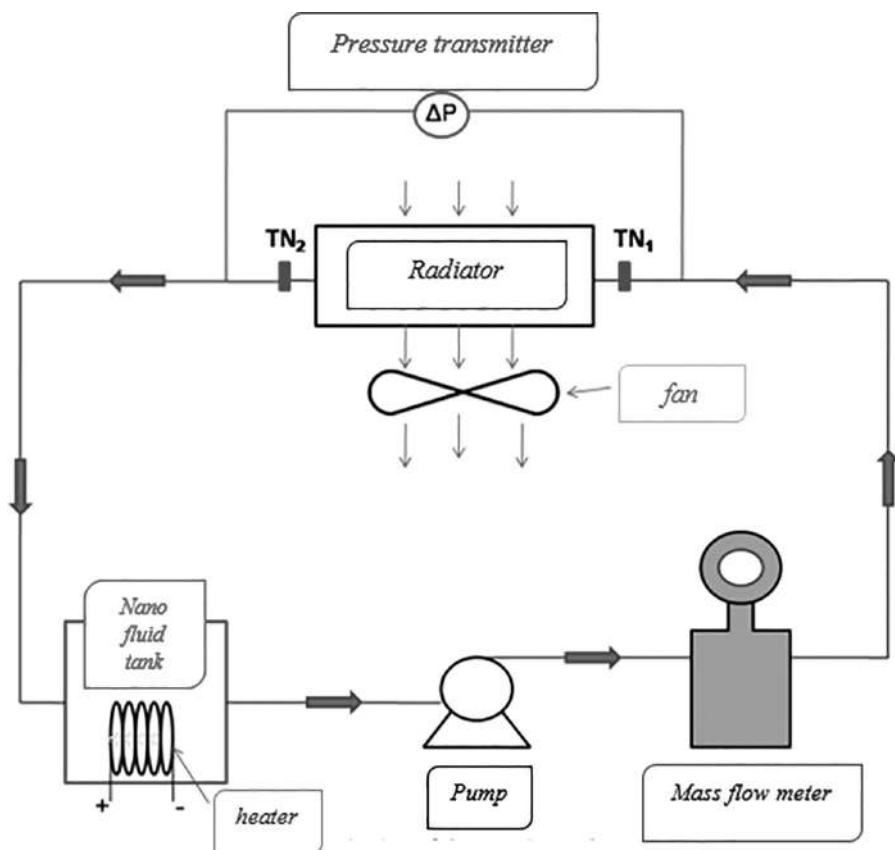 Pressure transmitter
ΔP
TN₂
TN₁
Radiator
fan
Nano
fluid
tank
+
-
heater
Pump
Mass flow meter